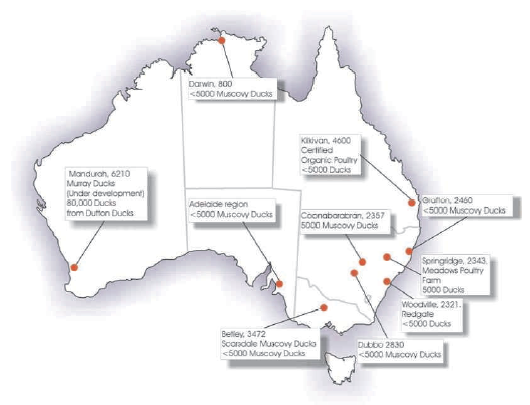 Darwin, 800
<5000 Muscovy Ducks
Kilkivan, 4600
Certified
Organic Poultry
<5000 Ducks
Mandurah, 6210
Murray Ducks
(Under development)
80,000 Ducks
from Dutton Ducks
Adelaide region
<5000 Muscovy Ducks
Coonabarabran, 2357
5000 Muscovy Ducks
Grafton, 2460
<5000 Muscovy Ducks
Springridge, 2343.
Meadows Poultry
Farm
5000 Ducks
Woodville, 2321.
Redgate
<5000 Ducks
Betley, 3472
Scarsdale Muscovy Ducks
<5000 Muscovy Ducks
Dubbo 2830
<5000 Muscovy Ducks